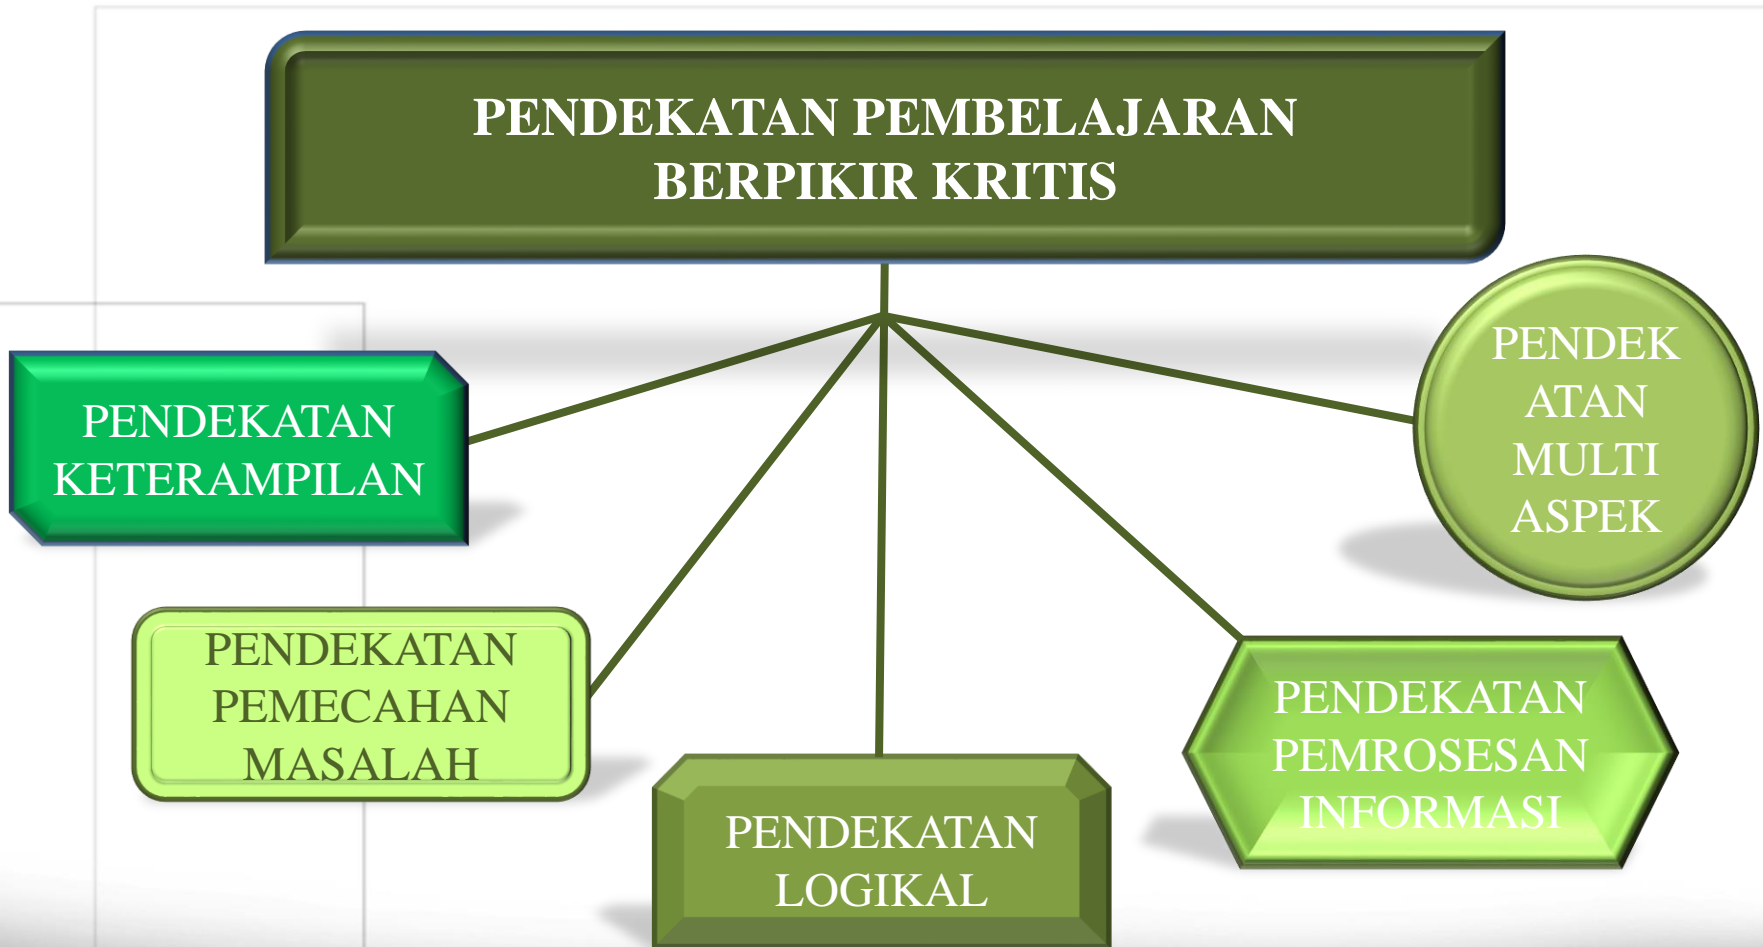 PENDEKATAN PEMBELAJARAN
BERPIKIR KRITIS
PENDEKATAN
KETERAMPILAN
PENDEKATAN
PEMECAHAN
MASALAH
PENDEKATAN
LOGIKAL
PENDEKATAN
PEMROSESAN
INFORMASI
PENDEK
ATAN
MULTI
ASPEK